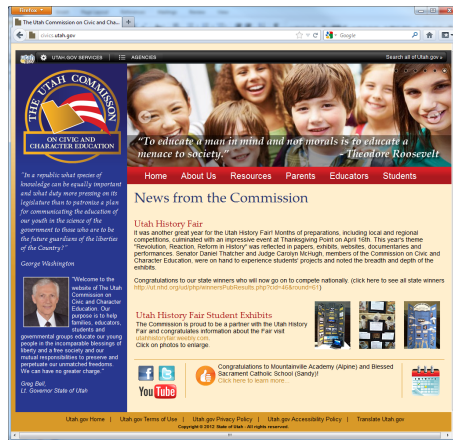 Firefox
The Utah Commission on Civic and Cha...
civics.utah.gov
Google
UTAH.GOV SERVICES
AGENCIES
Search all of Utah.gov »
THE UTAH COMMISSION
ON CIVIC AND
CHARACTER EDUCATION
"To educate a man in mind and not morals is to educate a
menace to society."
~ Theodore Roosevelt
Home
About Us
Resources
Parents
Educators
Students
"In a republic what species of
knowledge can be equally important
and what duty more pressing on its
legislature than to patronize a plan
for communicating the education of
our youth in the science of the
government to those who are to be
the future guardians of the liberties
of the Country?"
George Washington
"Welcome to the
website of The Utah
Commission on
Civic and Character
Education. Our
purpose is to help
families, educators,
students and
governmental groups educate our young
people in the incomparable blessings of
liberty and a free society and our
mutual responsibilities to preserve and
perpetuate our unmatched freedoms.
We can have no greater charge."
Greg Bell,
Lt. Governor State of Utah
News from the Commission
Utah History Fair
It was another great year for the Utah History Fair! Months of preparations, including local and regional
competitions, culminated with an impressive event at Thanksgiving Point on April 16th. This year's theme
"Revolution, Reaction, Reform in History" was reflected in papers, exhibits, websites, documentaries and
performances. Senator Daniel Thatcher and Judge Carolyn McHugh, members of the Commission on Civic and
Character Education, were on hand to experience students' projects and noted the breadth and depth of the
exhibits.
Congratulations to our state winners who will now go on to compete nationally. (click here to see all state winners
Utah History Fair Student Exhibits
The Commission is proud to be a partner with the Utah History
Fair and congratulates information about the Fair visit
utahhistoryfair.weebly.com.
Click on photos to enlarge.
You Tube
Congratulations to Mountainville Academy (Alpine) and Blessed
Sacrament Catholic School (Sandy)!
Click here to learn more...
Utah.gov Home | Utah.gov Terms of Use | Utah.gov Privacy Policy | Utah.gov Accessibility Policy | Translate Utah.gov
Copyright © 2012 State of Utah - All rights reserved.